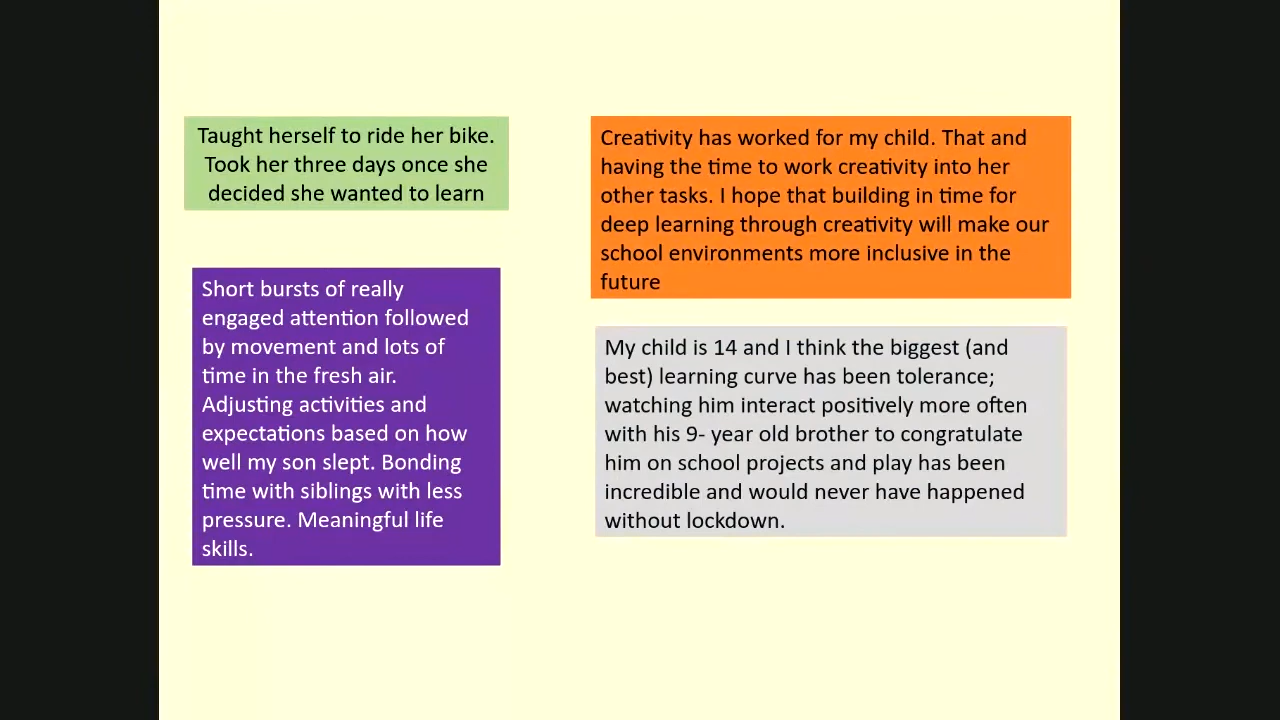 Taught herself to ride her bike.
Took her three days once she
decided she wanted to learn
Short bursts of really
engaged attention followed
by movement and lots of
time in the fresh air.
Adjusting activities and
expectations based on how
well my son slept. Bonding
time with siblings with less
pressure. Meaningful life
skills.
Creativity has worked for my child. That and
having the time to work creativity into her
other tasks. I hope that building in time for
deep learning through creativity will make our
school environments more inclusive in the
future
My child is 14 and I think the biggest (and
best) learning curve has been tolerance;
watching him interact positively more often
with his 9- year old brother to congratulate
him on school projects and play has been
incredible and would never have happened
without lockdown.